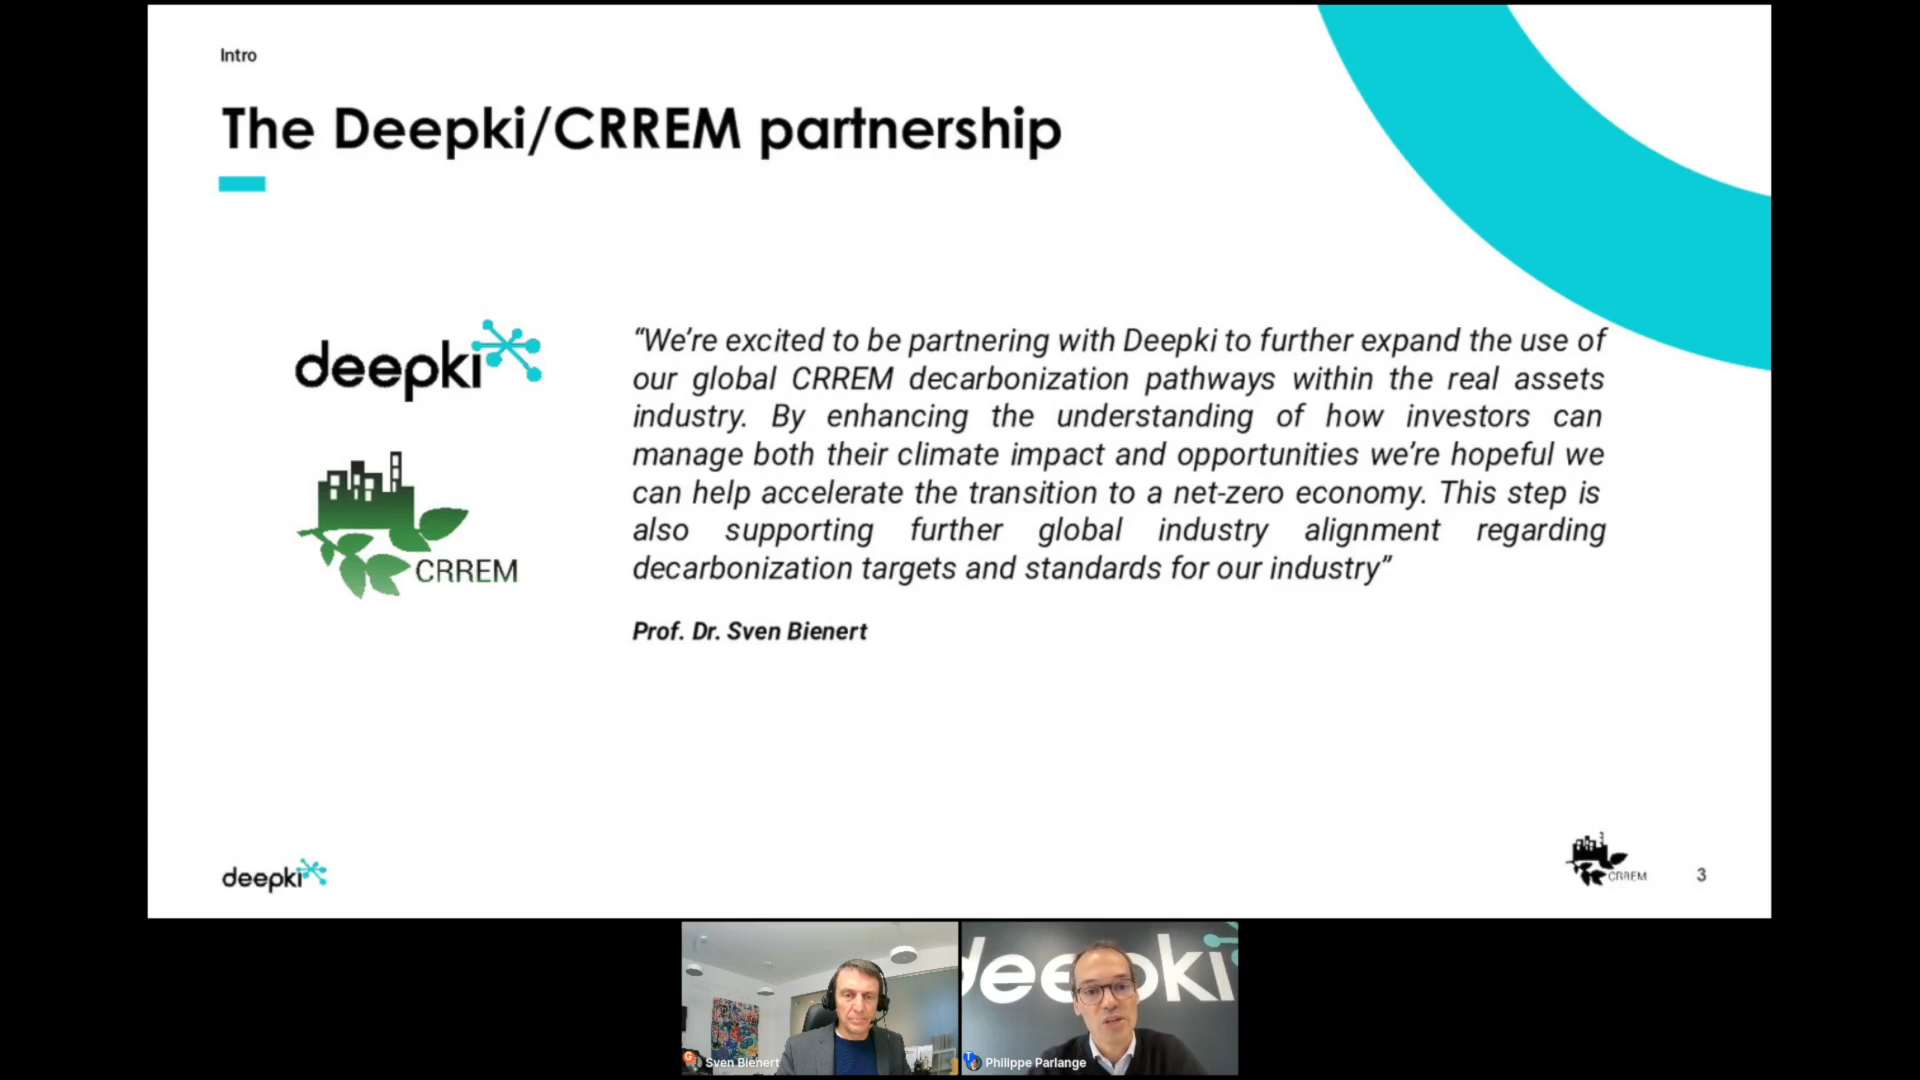 Intro
The Deepki/CRREM partnership
deepki
CRREM
“We’re excited to be partnering with Deepki to further expand the use of
our global CRREM decarbonization pathways within the real assets
industry. By enhancing the understanding of how investors can
manage both their climate impact and opportunities we’re hopeful we
can help accelerate the transition to a net-zero economy. This step is
also supporting further global industry alignment regarding
decarbonization targets and standards for our industry”
Prof. Dr. Sven Bienert
deepki
CRREM
3
deepki
G
Sven Bienert
T
Philippe Parlange